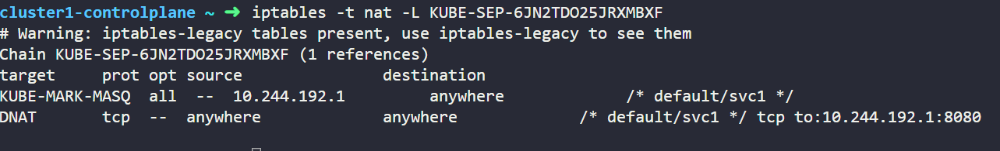 cluster1-controlplane ~ ➜ iptables -t nat -L KUBE-SEP-6JN2TDO25JRXMBXF
# Warning: iptables-legacy tables present, use iptables-legacy to see them
Chain KUBE-SEP-6JN2TDO25JRXMBXF (1 references)
target     prot opt source               destination
KUBE-MARK-MASQ  all  --  10.244.192.1         anywhere             /* default/svc1 */
DNAT       tcp  --  anywhere             anywhere             /* default/svc1 */ tcp to:10.244.192.1:8080